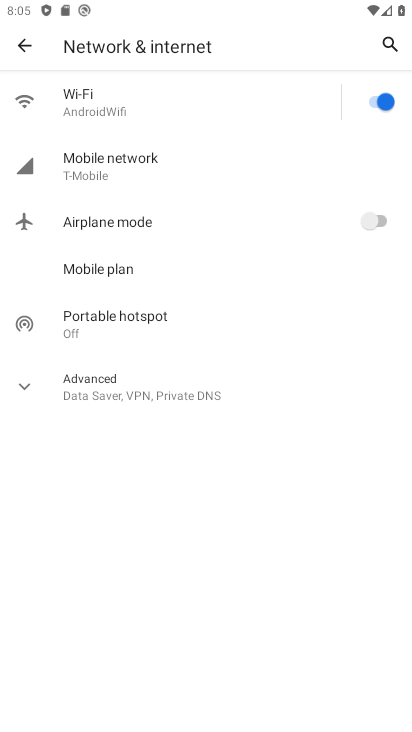 8:05
Network & internet
Wi-Fi
AndroidWifi
Mobile network
T-Mobile
Airplane mode
Mobile plan
Portable hotspot
Off
Advanced
Data Saver, VPN, Private DNS